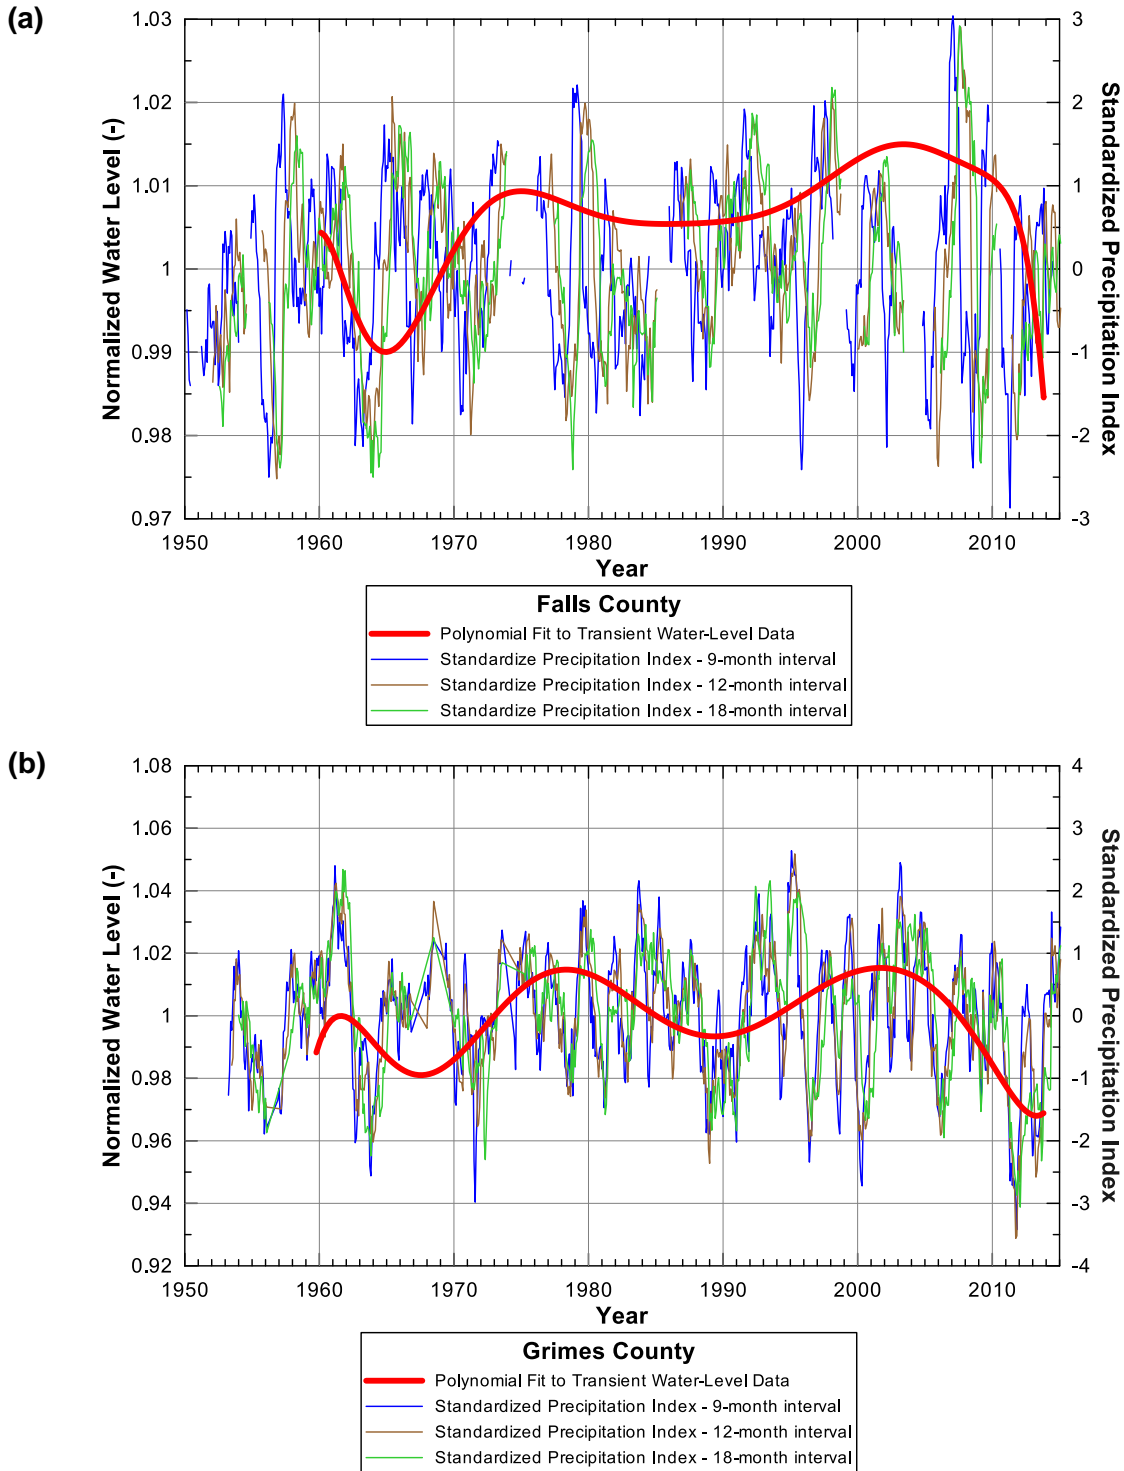 (a)
1.03
1.02
1.01
1
0.99
0.98
0.97
Normalized Water Level (-)
3
2
1
0
-1
-2
-3
Standardized Precipitation Index
1950 1960 1970 1980 1990 2000 2010
Year
Falls County
Polynomial Fit to Transient Water-Level Data
Standardize Precipitation Index - 9-month interval
Standardize Precipitation Index - 12-month interval
Standardize Precipitation Index - 18-month interval
(b)
1.08
1.06
1.04
1.02
1
0.98
0.96
0.94
0.92
Normalized Water Level (-)
4
3
2
1
0
-1
-2
-3
-4
Standardized Precipitation Index
1950 1960 1970 1980 1990 2000 2010
Year
Grimes County
Polynomial Fit to Transient Water-Level Data
Standardized Precipitation Index - 9-month interval
Standardized Precipitation Index - 12-month interval
Standardized Precipitation Index - 18-month interval